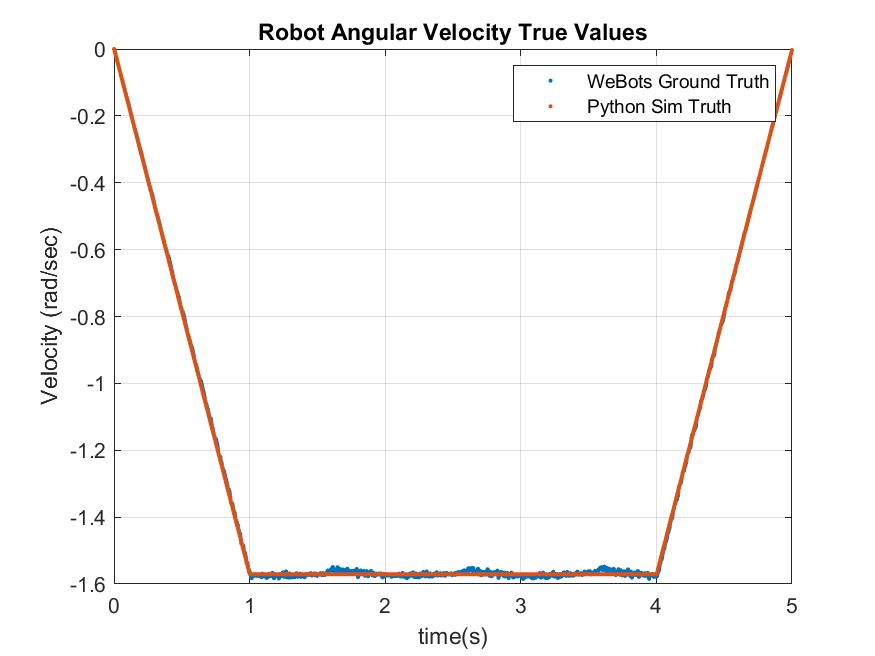 Robot Angular Velocity True Values
WeBots Ground Truth
Python Sim Truth
Velocity (rad/sec)
0
-0.2
-0.4
-0.6
-0.8
-1
-1.2
-1.4
-1.6
0 1 2 3 4 5
time(s)